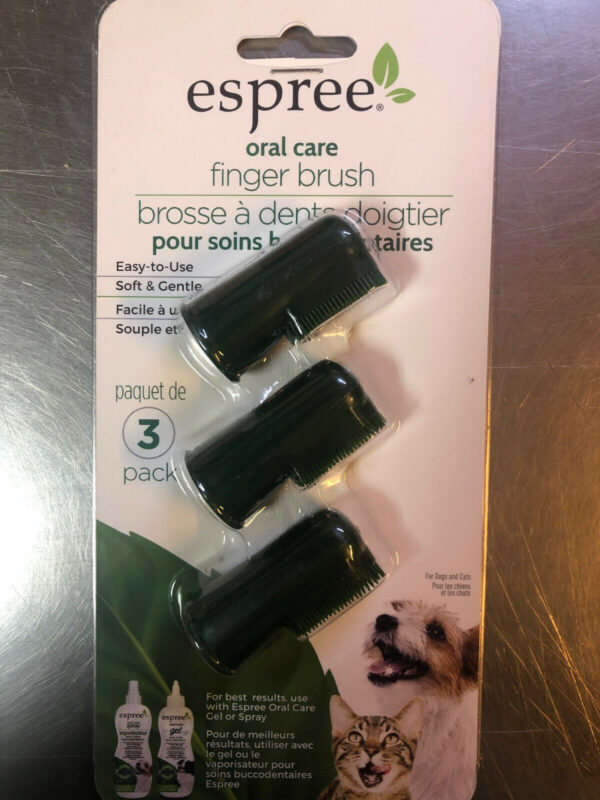 espree®
oral care
finger brush
brosse à dents doigtier
pour soins
Easy-to-Use
Soft & Gentle
Facile à
Souple et
paquet de
3
pack
For Dogs and Cats
Pour les chiens
et les chats
For best results, use
with Espree Oral Care
Gel or Spray
Pour de meilleurs
résultats, utiliser avec
le gel ou le
vaporisateur pour
soins buccodentaires
Espree
espree
spray
espree
gel